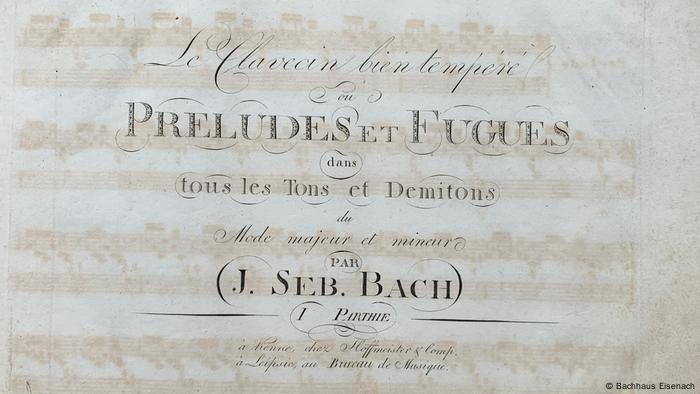 Le Clavecin bien tempéré
ou
PRELUDES ET FUGUES
dans
tous les Tons et Demitons
du
Mode majeur et mineur
PAR
(J. SEB. BACH)
I PARTHIE
à Vienne, chez Hoffmeister & Comp.
à Leipsic, au Bureau de Musique.
© Bachhaus Eisenach